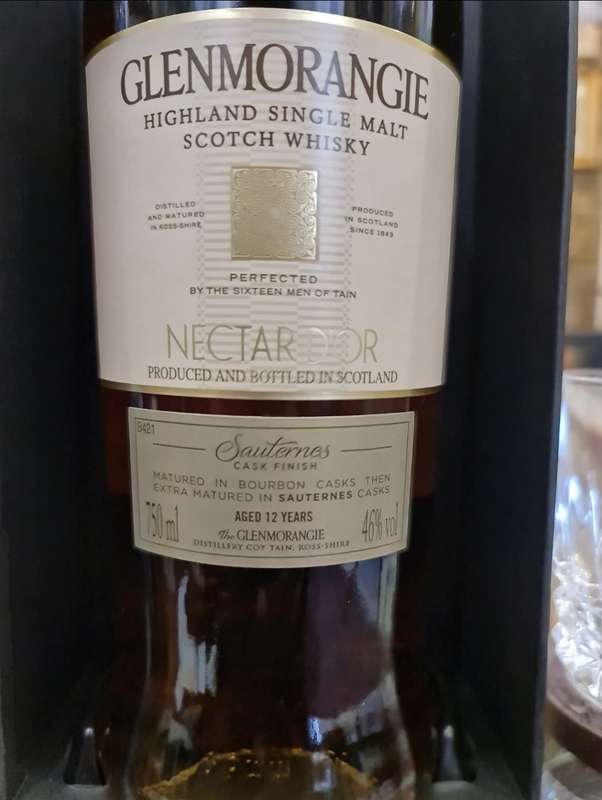 GLENMORANGIE
HIGHLAND SINGLE MALT
SCOTCH WHISKY
DISTILLED
AND MATURED
IN ROSS-SHIRE
PRODUCED
IN SCOTLAND
SINCE 1843
PERFECTED
BY THE SIXTEEN MEN OF TAIN
NECTAR D'OR
PRODUCED AND BOTTLED IN SCOTLAND
B421
Sauternes
CASK FINISH
MATURED IN BOURBON CASKS THEN
EXTRA MATURED IN SAUTERNES CASKS
750 ml
AGED 12 YEARS
46% vol
The GLENMORANGIE
DISTILLERY COY TAIN, ROSS-SHIRE